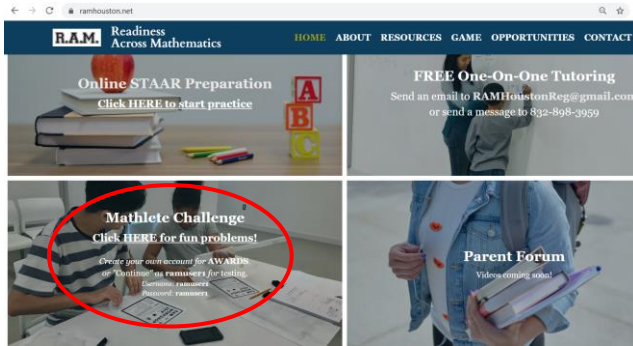 ramhouston.net
R.A.M.
Readiness
Across Mathematics
HOME ABOUT RESOURCES GAME OPPORTUNITIES CONTACT
Online STAAR Preparation
Click HERE to start practice
A
B
C
FREE One-On-One Tutoring
Send an email to RAMHoustonReg@gmail.com
or send a message to 832-898-3959
Mathlete Challenge
Click HERE for fun problems!
Create your own account for AWARDS
or "Continue" as ramuser1 for testing.
Username: ramuser1
Password: ramuser1
Parent Forum
Videos coming soon!